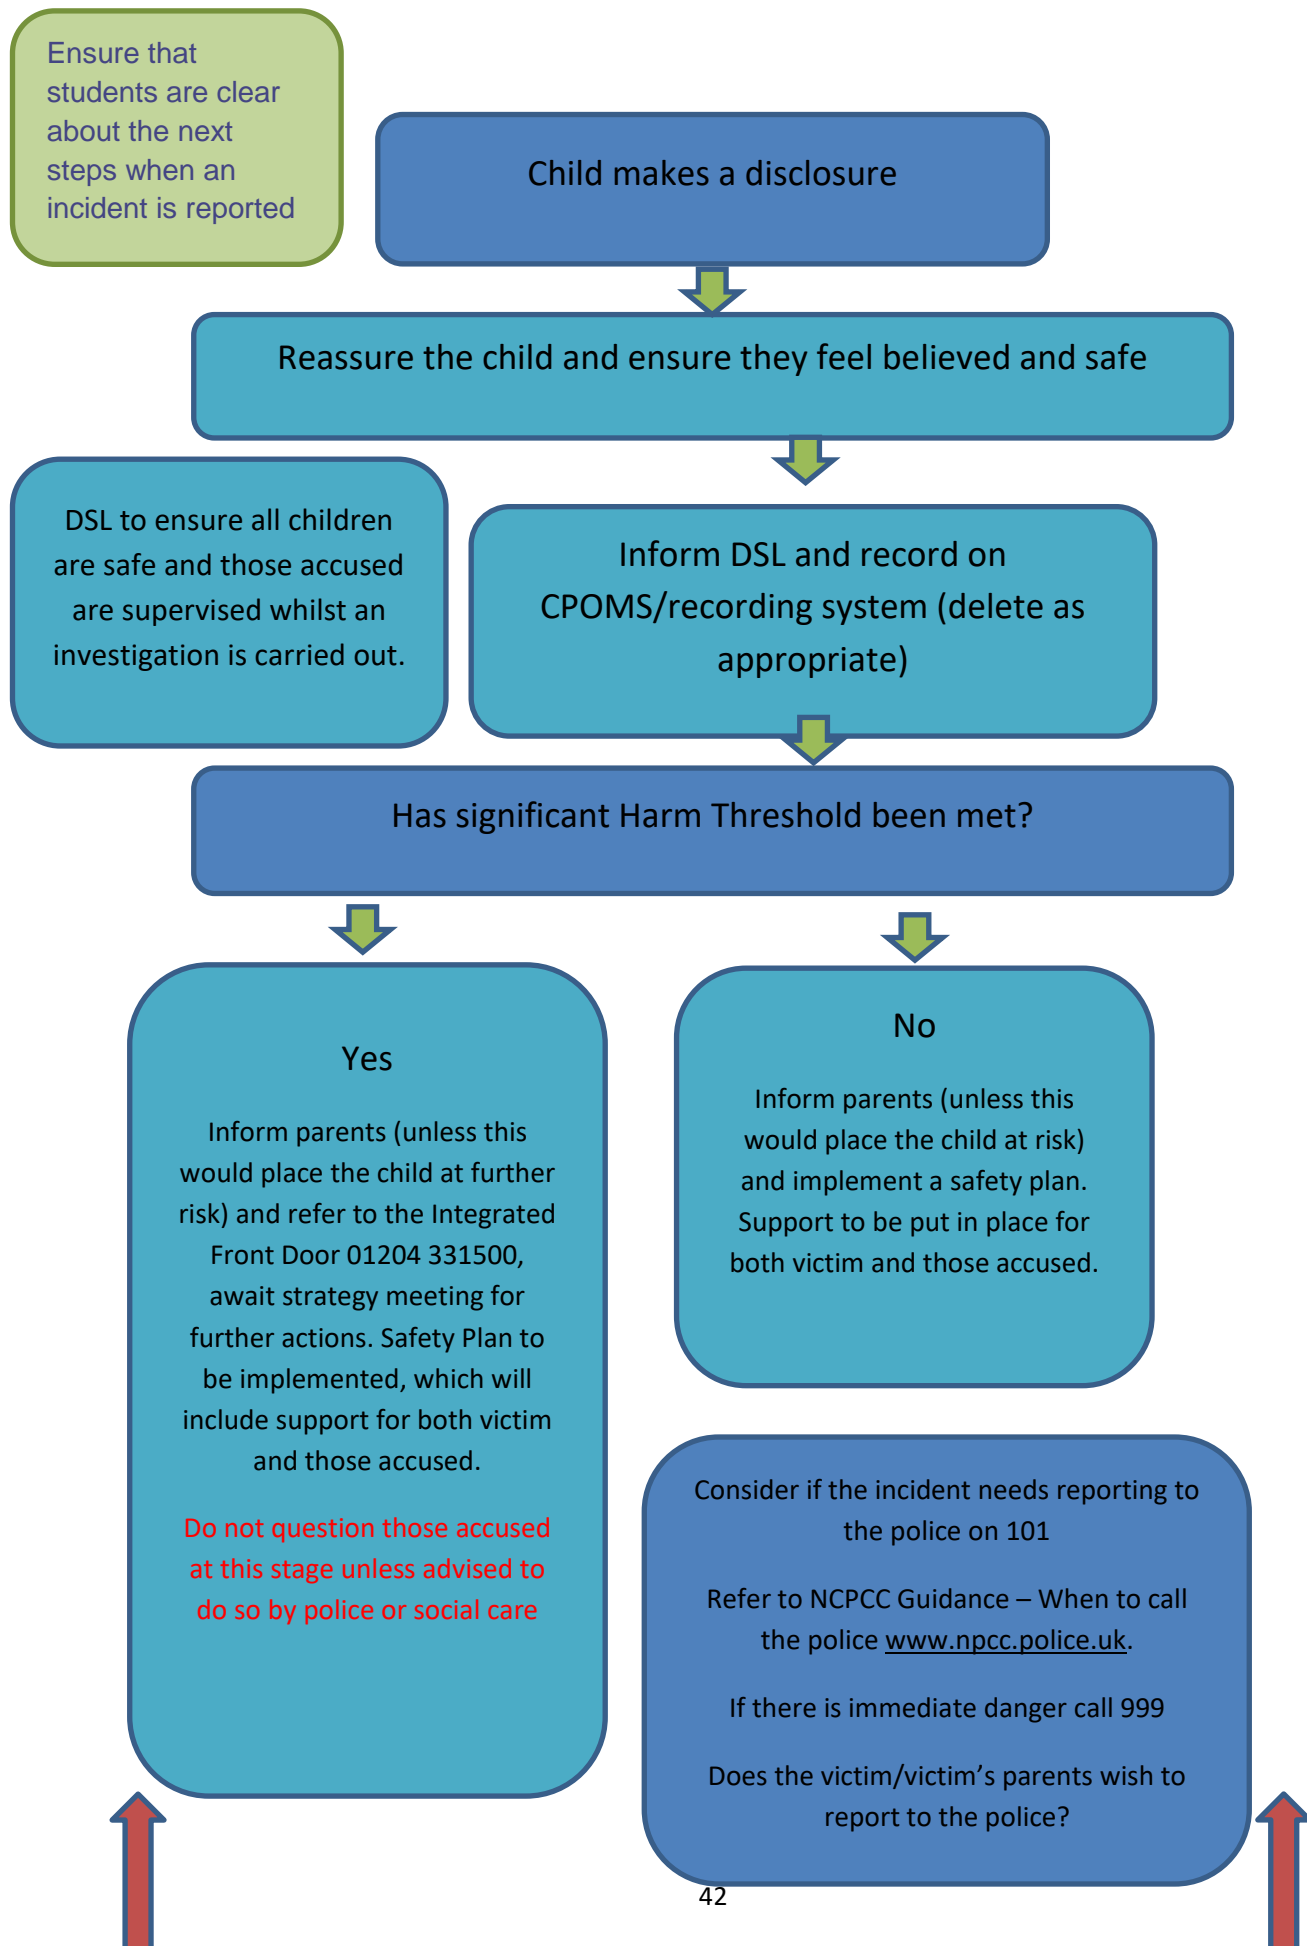 Ensure that
students are clear
about the next
steps when an
incident is reported
Child makes a disclosure
Reassure the child and ensure they feel believed and safe
DSL to ensure all children
are safe and those accused
are supervised whilst an
investigation is carried out.
Inform DSL and record on
CPOMS/recording system (delete as
appropriate)
Has significant Harm Threshold been met?
Yes
Inform parents (unless this
would place the child at further
risk) and refer to the Integrated
Front Door 01204 331500,
await strategy meeting for
further actions. Safety Plan to
be implemented, which will
include support for both victim
and those accused.
Do not question those accused
at this stage unless advised to
do so by police or social care
No
Inform parents (unless this
would place the child at risk)
and implement a safety plan.
Support to be put in place for
both victim and those accused.
Consider if the incident needs reporting to
the police on 101
Refer to NCPCC Guidance – When to call
the police www.npcc.police.uk.
If there is immediate danger call 999
Does the victim/victim’s parents wish to
report to the police?
42